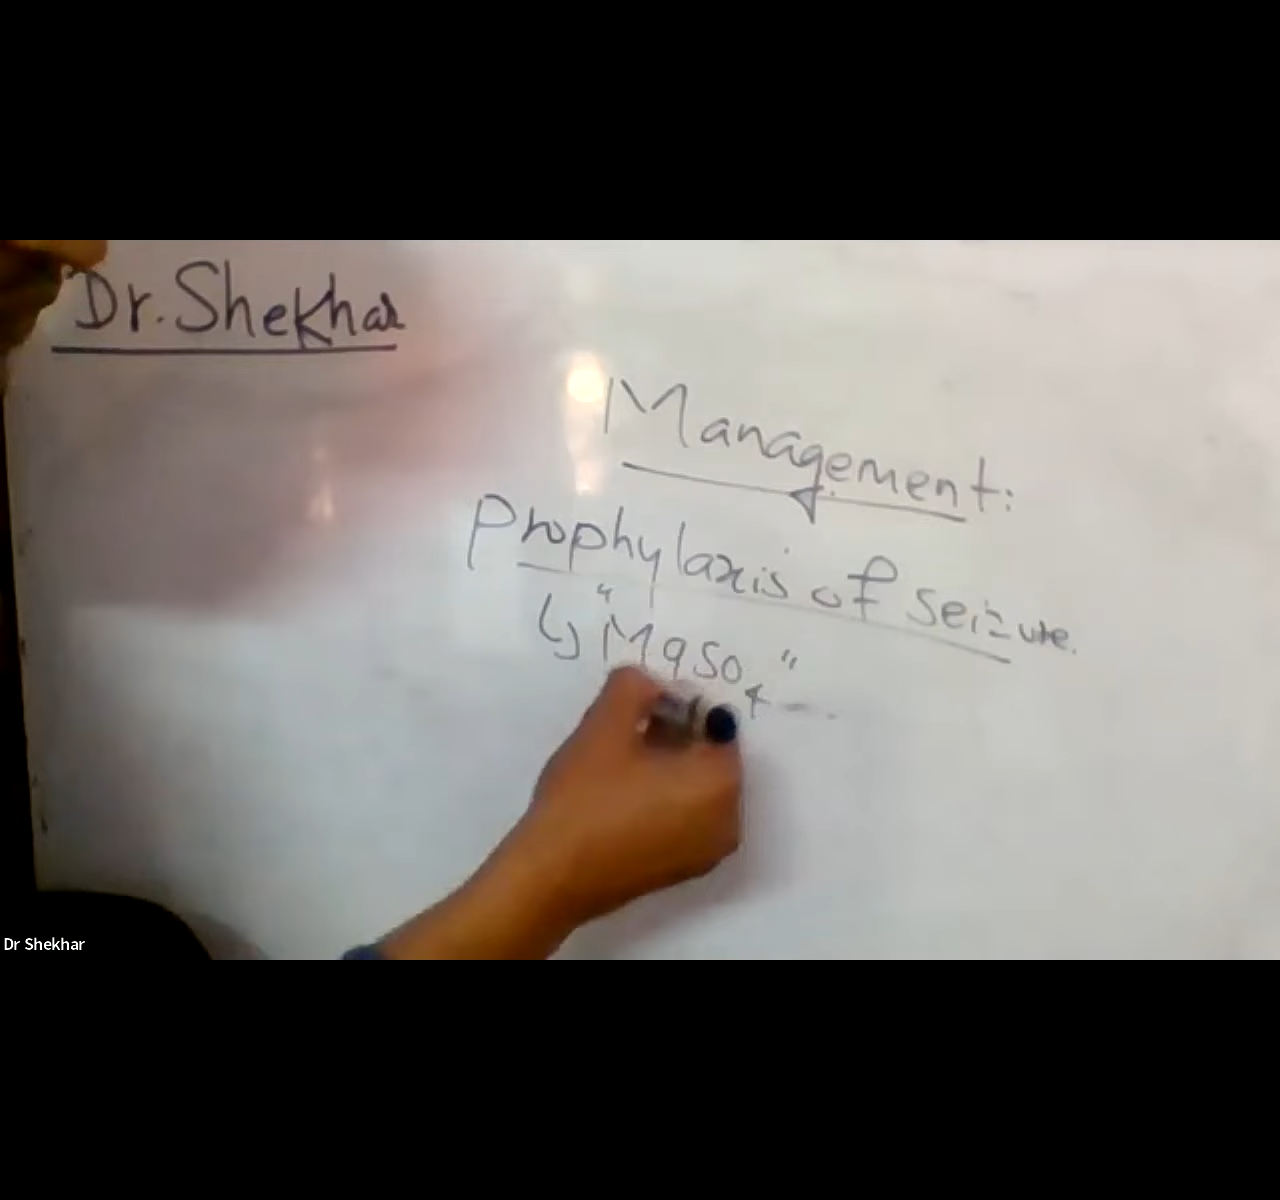 Dr. Shekhar
Management:
Prophylaxis of seizure.
↳ "MgSO4"
Dr Shekhar